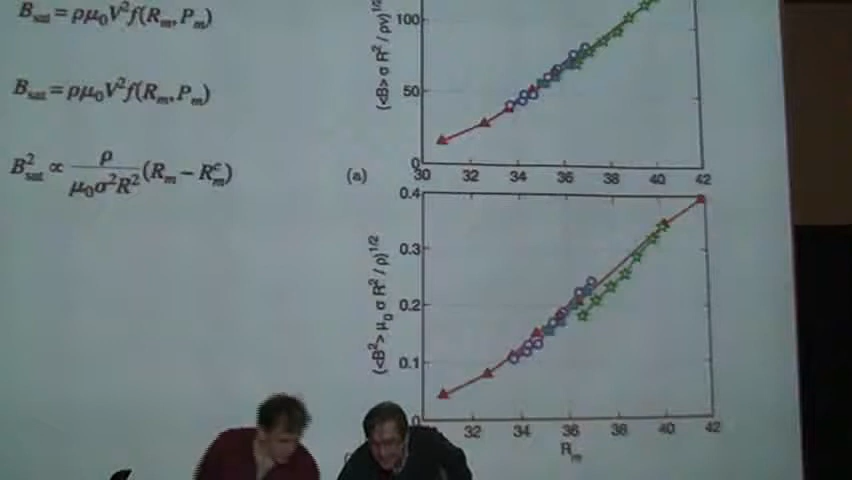 B_sat = ρμ₀V²f(R_m, P_m)
B_sat = ρμ₀V²f(R_m, P_m)
B²_sat ∝ ρ/(μ₀σ²R²) (R_m − R_m^c)
(<B> σ R² / ρν)^1/2
100
50
0
30 32 34 36 38 40 42
(a)
(<B²> μ₀ σ R² / ρ)^1/2
0.4
0.3
0.2
0.1
0
32 34 36 38 40 42
R_m